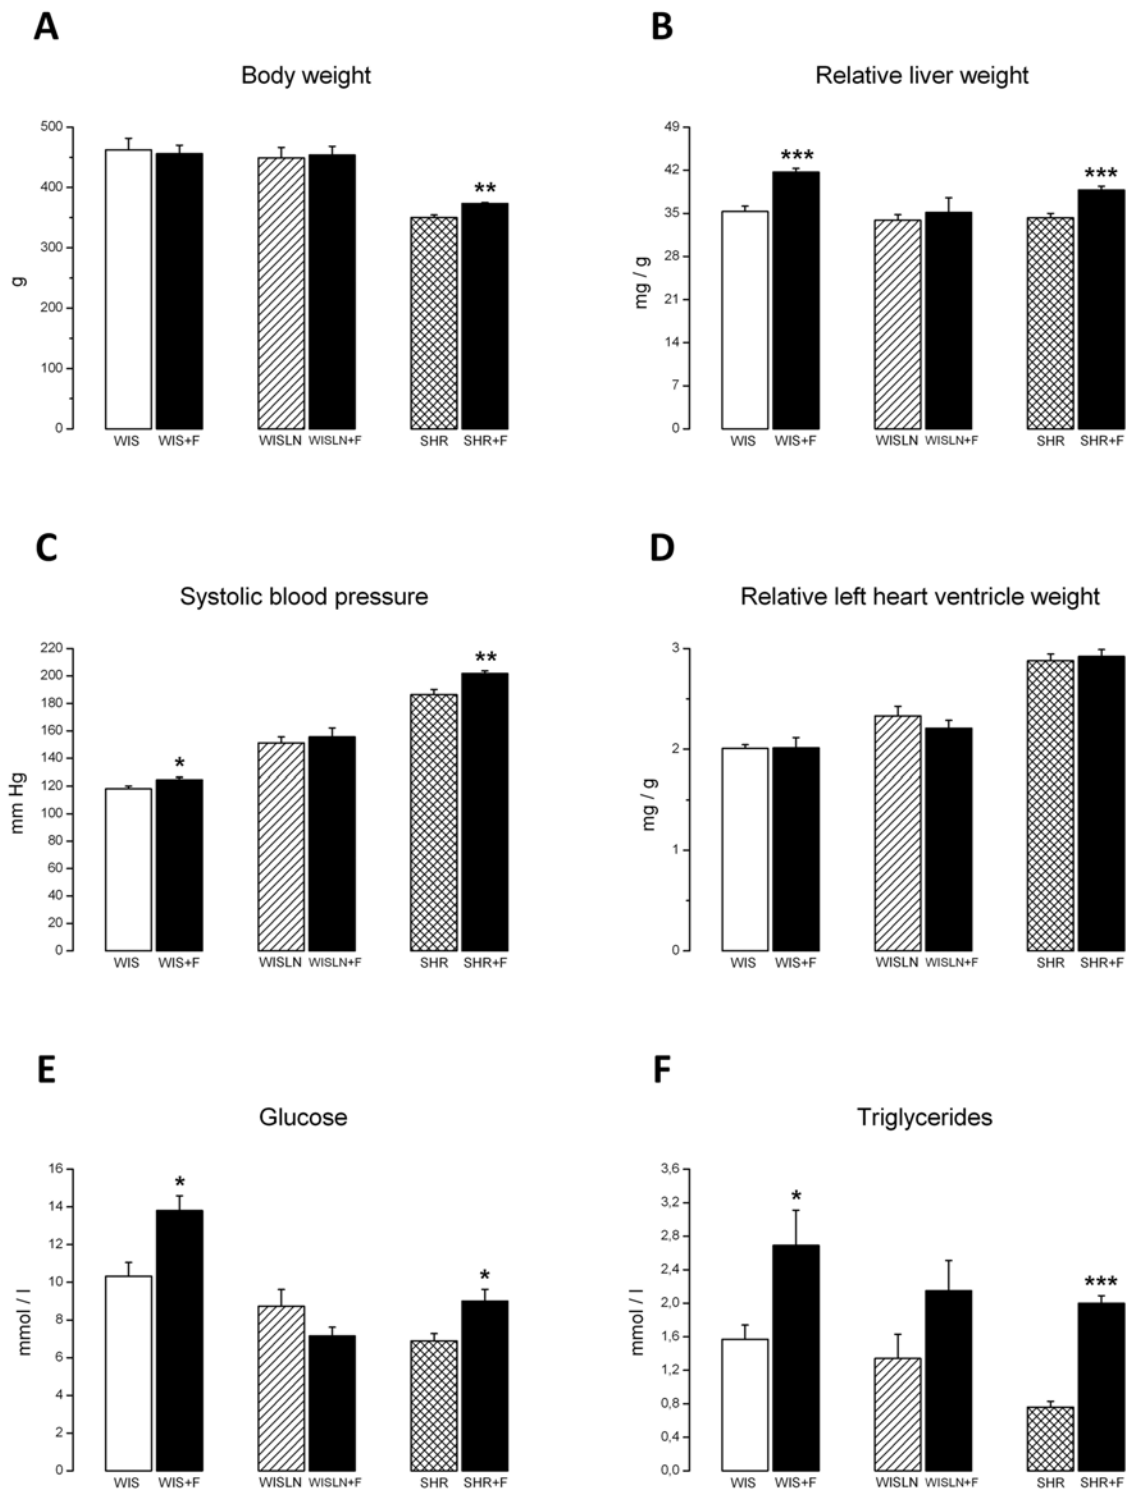 A
Body weight
500
400
300
200
100
0
g
WIS WIS+F WISLN WISLN+F SHR SHR+F
**
B
Relative liver weight
49
42
35
28
21
14
7
0
mg / g
WIS WIS+F WISLN WISLN+F SHR SHR+F
***
***
C
Systolic blood pressure
220
200
180
160
140
120
100
80
60
40
20
0
mm Hg
WIS WIS+F WISLN WISLN+F SHR SHR+F
*
**
D
Relative left heart ventricle weight
3
2
1
0
mg / g
WIS WIS+F WISLN WISLN+F SHR SHR+F
E
Glucose
16
14
12
10
8
6
4
2
0
mmol / l
WIS WIS+F WISLN WISLN+F SHR SHR+F
*
*
F
Triglycerides
3,6
3,2
2,8
2,4
2,0
1,6
1,2
0,8
0,4
0,0
mmol / l
WIS WIS+F WISLN WISLN+F SHR SHR+F
*
***